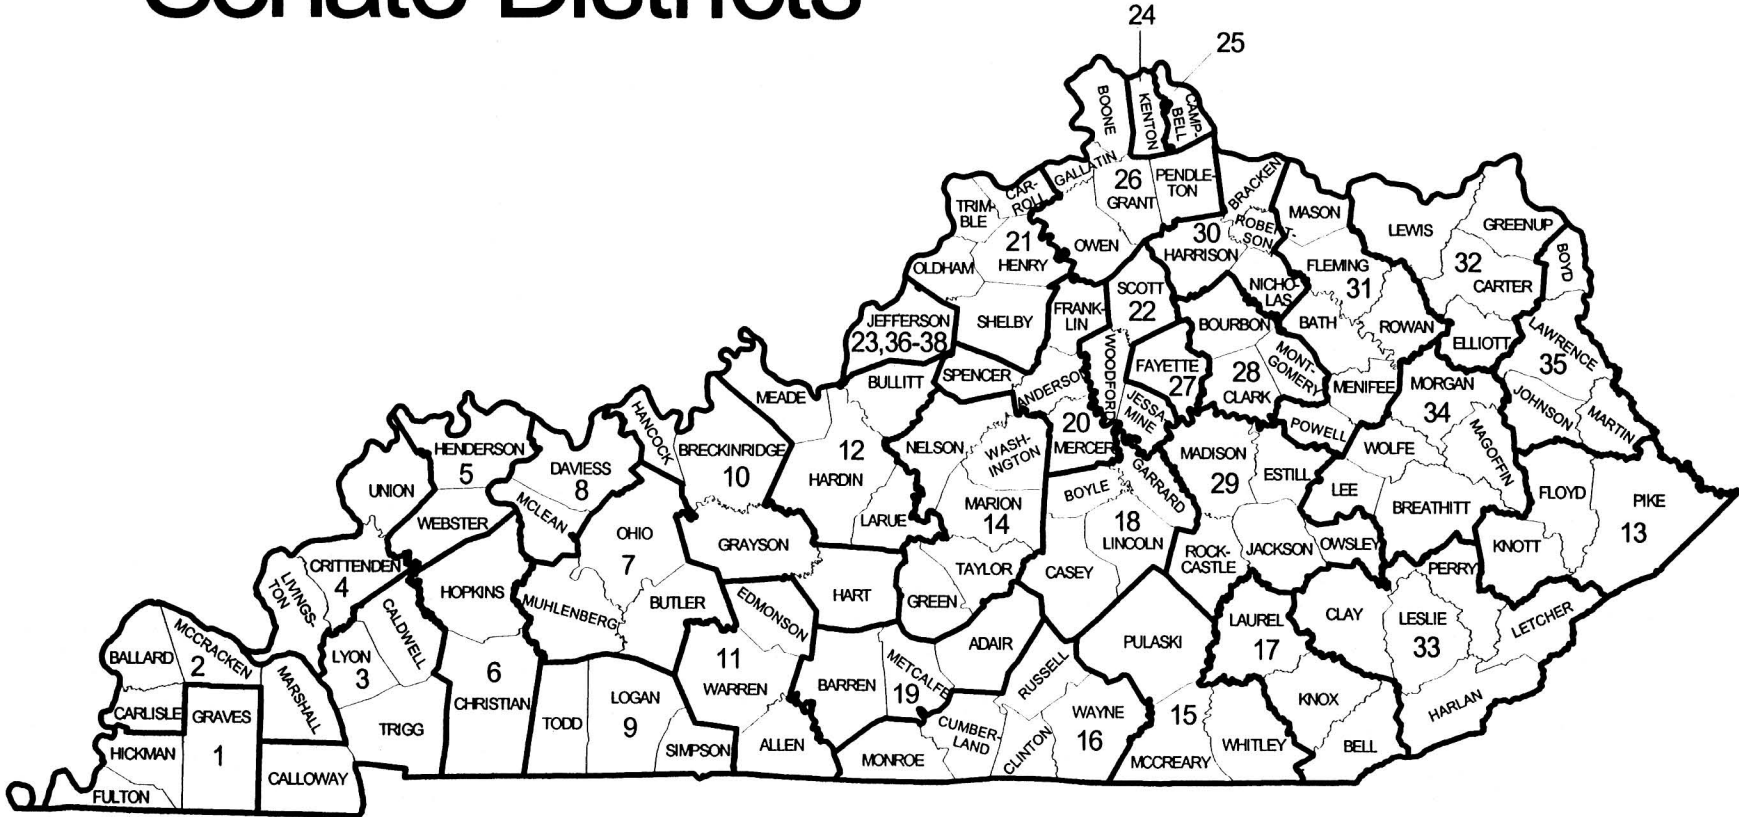 Senate Districts
24
25
BOONE
KENTON
CAMP-
BELL
GALLATIN
26
GRANT
PENDLE-
TON
BRACKEN
CAR-
ROLL
TRIM-
BLE
21
HENRY
OWEN
30
HARRISON
ROBERT-
SON
MASON
LEWIS
GREENUP
32
CARTER
BOYD
OLDHAM
SCOTT
22
NICHO-
LAS
FLEMING
31
JEFFERSON
23,36-38
SHELBY
FRANK-
LIN
WOODFORD
FAYETTE
27
BOURBON
28
CLARK
BATH
MONT-
GOMERY
ROWAN
ELLIOTT
LAWRENCE
35
JOHNSON
MARTIN
MENIFEE
MORGAN
34
MAGOFFIN
BULLITT
SPENCER
ANDERSON
20
MERCER
JESSA-
MINE
POWELL
WOLFE
MEADE
HANCOCK
BRECKINRIDGE
10
12
HARDIN
LARUE
NELSON
WASH-
INGTON
MARION
14
BOYLE
GARRARD
18
LINCOLN
MADISON
29
ESTILL
LEE
BREATHITT
FLOYD
PIKE
13
HENDERSON
5
UNION
WEBSTER
DAVIESS
8
MCLEAN
OHIO
7
GRAYSON
TAYLOR
CASEY
ROCK-
CASTLE
JACKSON
OWSLEY
PERRY
KNOTT
CRITTENDEN
4
LIVINGS-
TON
HOPKINS
MUHLENBERG
BUTLER
EDMONSON
HART
GREEN
ADAIR
PULASKI
LAUREL
17
CLAY
LESLIE
33
LETCHER
HARLAN
BALLARD
MCCRACKEN
2
MARSHALL
LYON
3
CALDWELL
6
CHRISTIAN
11
WARREN
BARREN
METCALFE
19
RUSSELL
CARLISLE
GRAVES
1
TRIGG
TODD
LOGAN
9
SIMPSON
ALLEN
MONROE
CUMBER-
LAND
CLINTON
WAYNE
16
15
MCCREARY
WHITLEY
KNOX
BELL
HICKMAN
FULTON
CALLOWAY